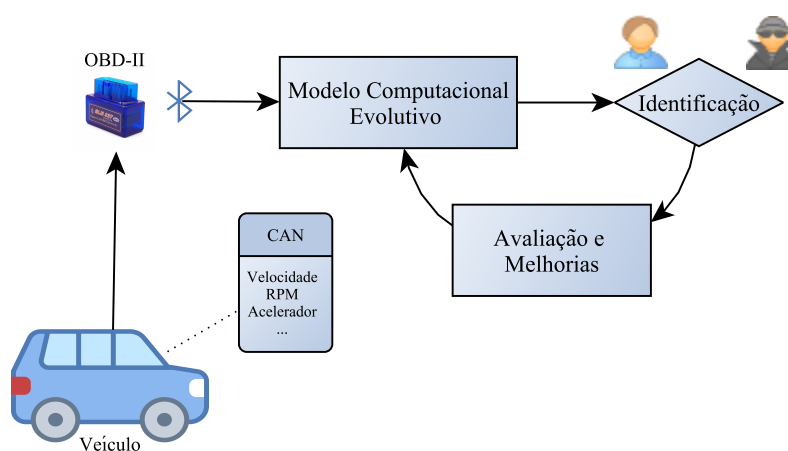 OBD-II
Modelo Computacional
Evolutivo
Identificação
CAN
Velocidade
RPM
Acelerador
...
Avaliação e
Melhorias
Veículo